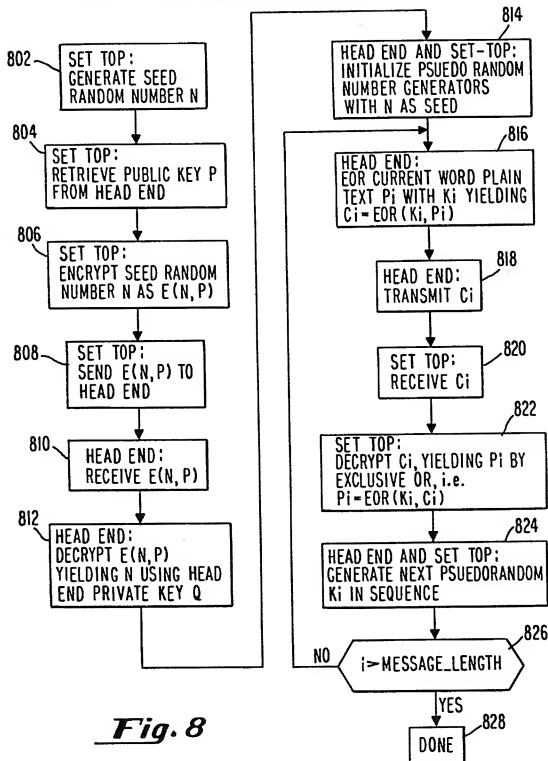 802
SET TOP:
GENERATE SEED
RANDOM NUMBER N
804
SET TOP:
RETRIEVE PUBLIC KEY P
FROM HEAD END
806
SET TOP:
ENCRYPT SEED RANDOM
NUMBER N AS E(N,P)
808
SET TOP:
SEND E(N,P) TO
HEAD END
810
HEAD END:
RECEIVE E(N,P)
812
HEAD END:
DECRYPT E(N,P)
YIELDING N USING HEAD
END PRIVATE KEY Q
814
HEAD END AND SET-TOP:
INITIALIZE PSUEDO RANDOM
NUMBER GENERATORS
WITH N AS SEED
816
HEAD END:
EOR CURRENT WORD PLAIN
TEXT Pi WITH Ki YIELDING
Ci=EOR(Ki,Pi)
818
HEAD END:
TRANSMIT Ci
820
SET TOP:
RECEIVE Ci
822
SET TOP:
DECRYPT Ci, YIELDING Pi BY
EXCLUSIVE OR, i.e.
Pi=EOR(Ki,Ci)
824
HEAD END AND SET TOP:
GENERATE NEXT PSUEDORANDOM
Ki IN SEQUENCE
826
NO
i>MESSAGE_LENGTH
YES
828
DONE
Fig. 8